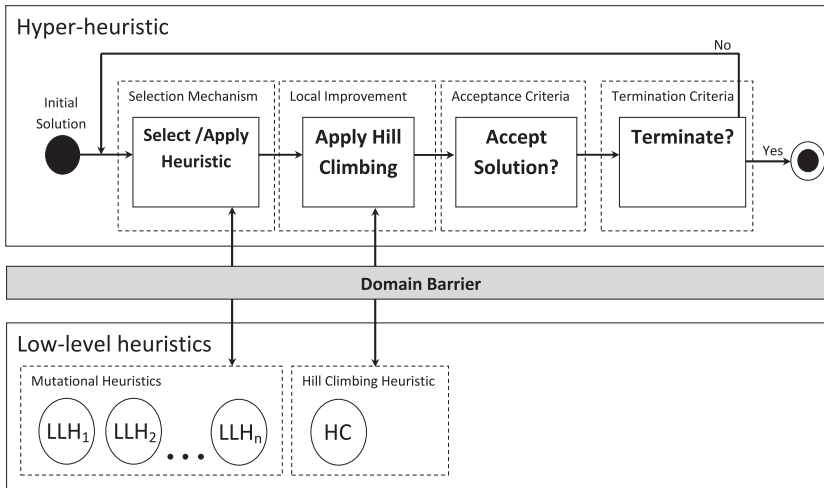 Hyper-heuristic
No
Initial
Solution
Selection Mechanism
Select /Apply
Heuristic
Local Improvement
Apply Hill
Climbing
Acceptance Criteria
Accept
Solution?
Termination Criteria
Terminate?
Yes
Domain Barrier
Low-level heuristics
Mutational Heuristics
LLH1
LLH2
...
LLHn
Hill Climbing Heuristic
HC